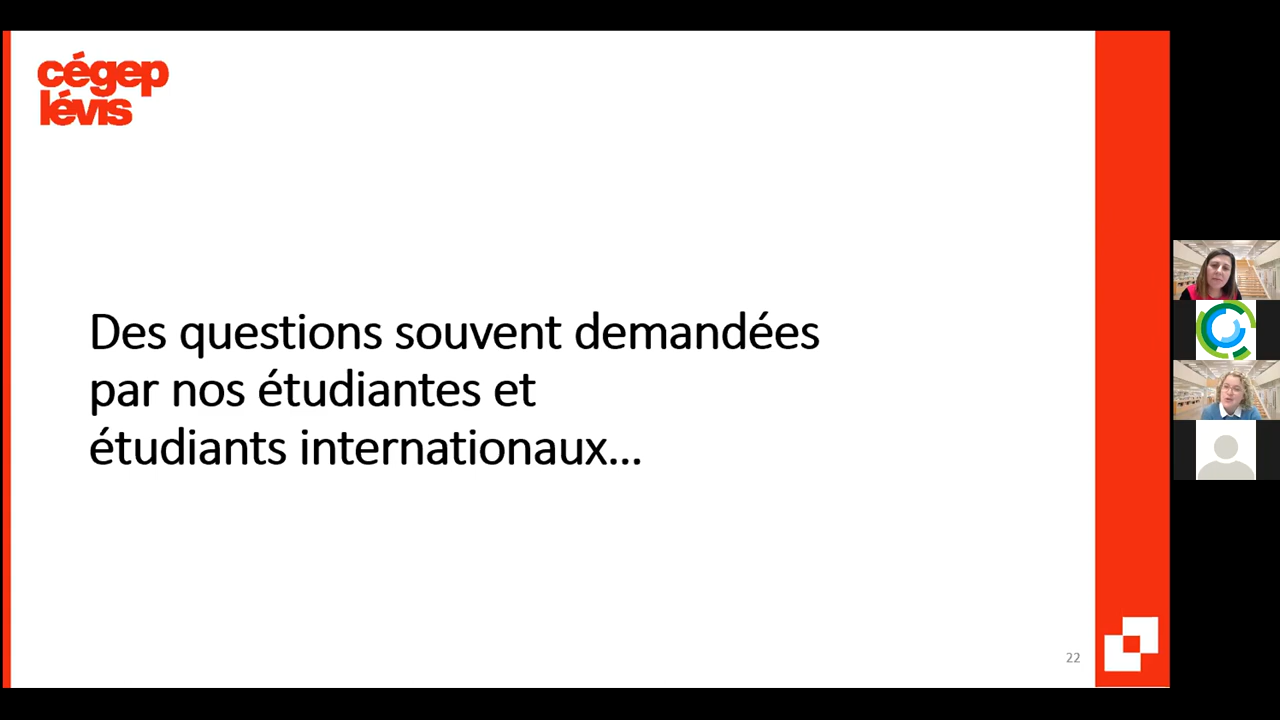 cégep
lévis
Des questions souvent demandées
par nos étudiantes et
étudiants internationaux...
22